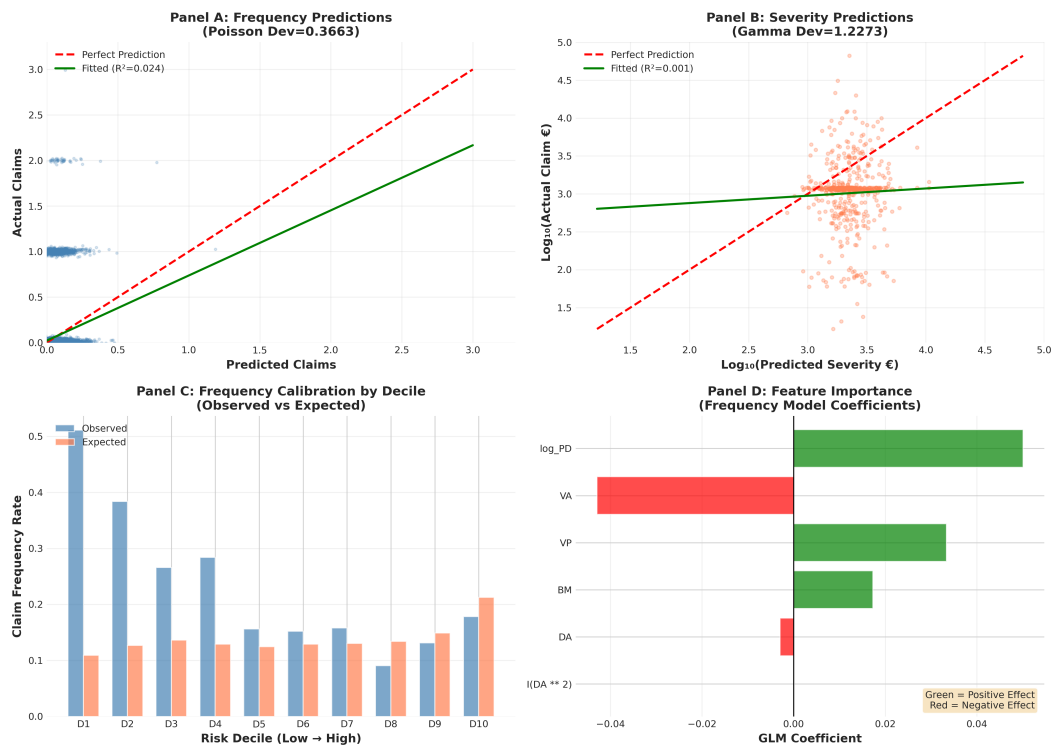 Panel A: Frequency Predictions
(Poisson Dev=0.3663)
Perfect Prediction
Fitted (R²=0.024)
3.0
2.5
2.0
1.5
1.0
0.5
0.0
Actual Claims
0.0 0.5 1.0 1.5 2.0 2.5 3.0
Predicted Claims
Panel B: Severity Predictions
(Gamma Dev=1.2273)
Perfect Prediction
Fitted (R²=0.001)
5.0
4.5
4.0
3.5
3.0
2.5
2.0
1.5
Log₁₀(Actual Claim €)
1.5 2.0 2.5 3.0 3.5 4.0 4.5 5.0
Log₁₀(Predicted Severity €)
Panel C: Frequency Calibration by Decile
(Observed vs Expected)
Observed
Expected
0.5
0.4
0.3
0.2
0.1
0.0
Claim Frequency Rate
D1 D2 D3 D4 D5 D6 D7 D8 D9 D10
Risk Decile (Low → High)
Panel D: Feature Importance
(Frequency Model Coefficients)
log_PD
VA
VP
BM
DA
I(DA ** 2)
Green = Positive Effect
Red = Negative Effect
−0.04 −0.02 0.00 0.02 0.04
GLM Coefficient